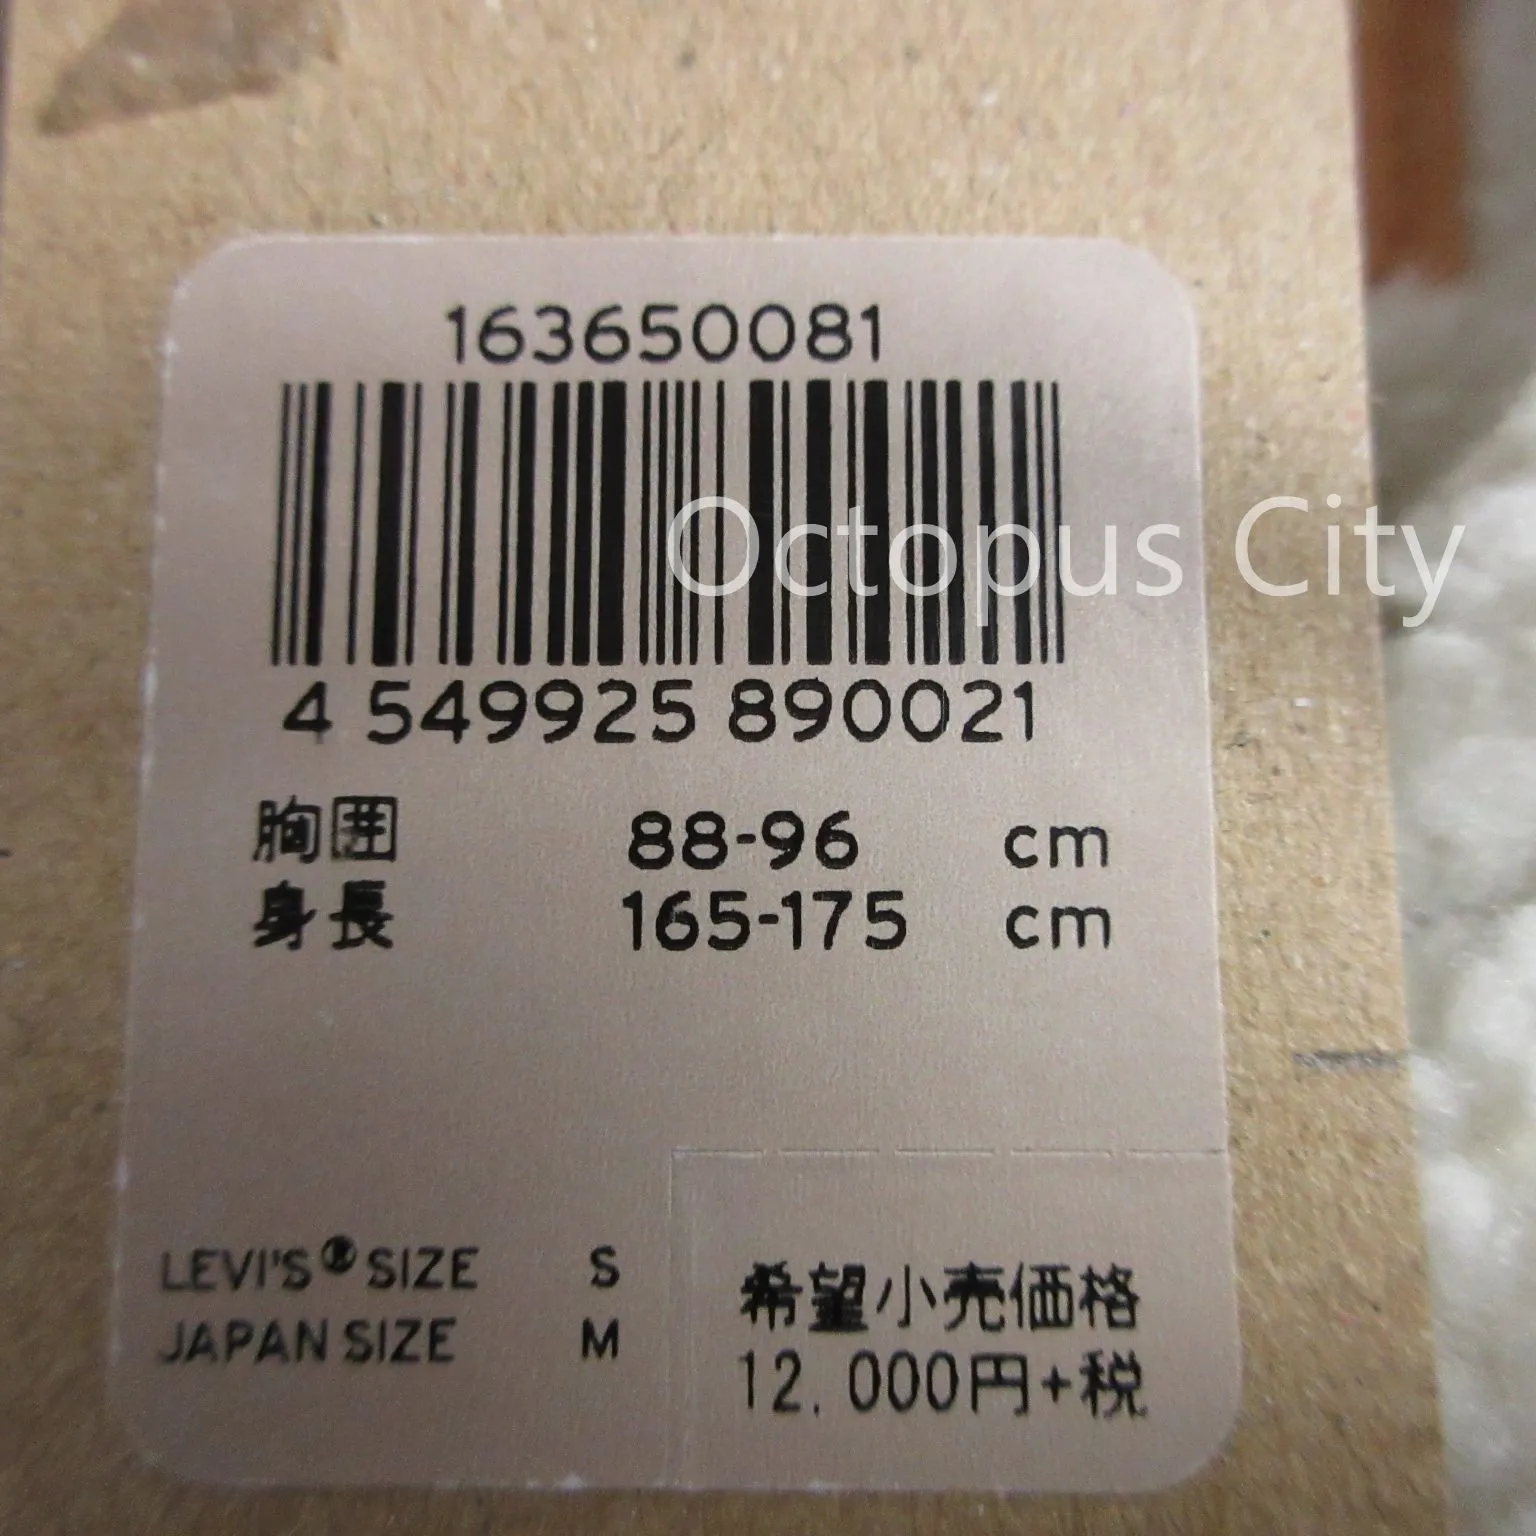 163650081
Octopus City
4 549925 890021
胸囲 88-96 cm
身長 165-175 cm
LEVI'S® SIZE S
JAPAN SIZE M
希望小売価格
12,000円+税